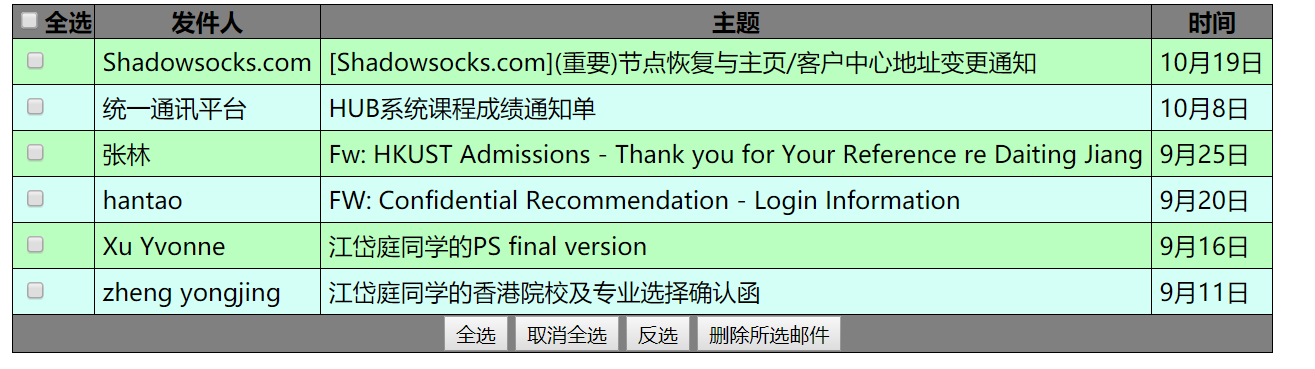 全选 发件人 主题 时间
Shadowsocks.com [Shadowsocks.com](重要)节点恢复与主页/客户中心地址变更通知 10月19日
统一通讯平台 HUB系统课程成绩通知单 10月8日
张林 Fw: HKUST Admissions - Thank you for Your Reference re Daiting Jiang 9月25日
hantao FW: Confidential Recommendation - Login Information 9月20日
Xu Yvonne 江岱庭同学的PS final version 9月16日
zheng yongjing 江岱庭同学的香港院校及专业选择确认函 9月11日
全选 取消全选 反选 删除所选邮件